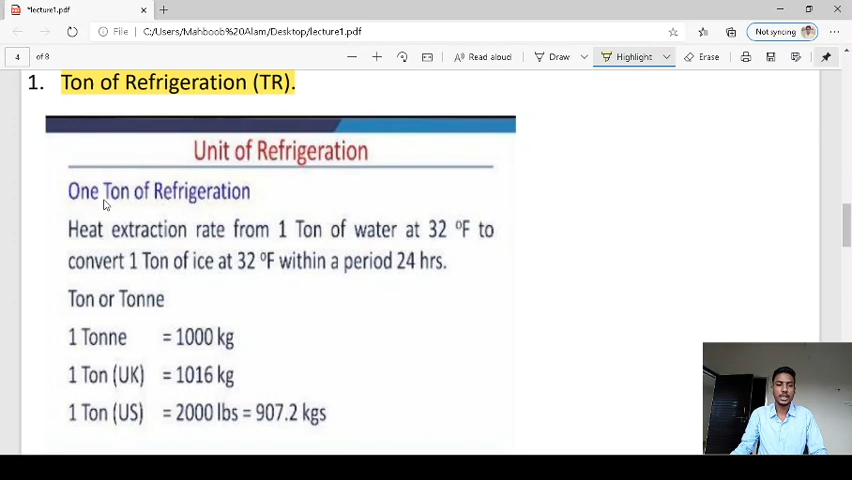 *lecture1.pdf
File C:/Users/Mahboob%20Alam/Desktop/lecture1.pdf
Not syncing
4 of 8
Read aloud
Draw
Highlight
Erase
1. Ton of Refrigeration (TR).
Unit of Refrigeration
One Ton of Refrigeration
Heat extraction rate from 1 Ton of water at 32 ⁰F to
convert 1 Ton of ice at 32 ⁰F within a period 24 hrs.
Ton or Tonne
1 Tonne = 1000 kg
1 Ton (UK) = 1016 kg
1 Ton (US) = 2000 lbs = 907.2 kgs